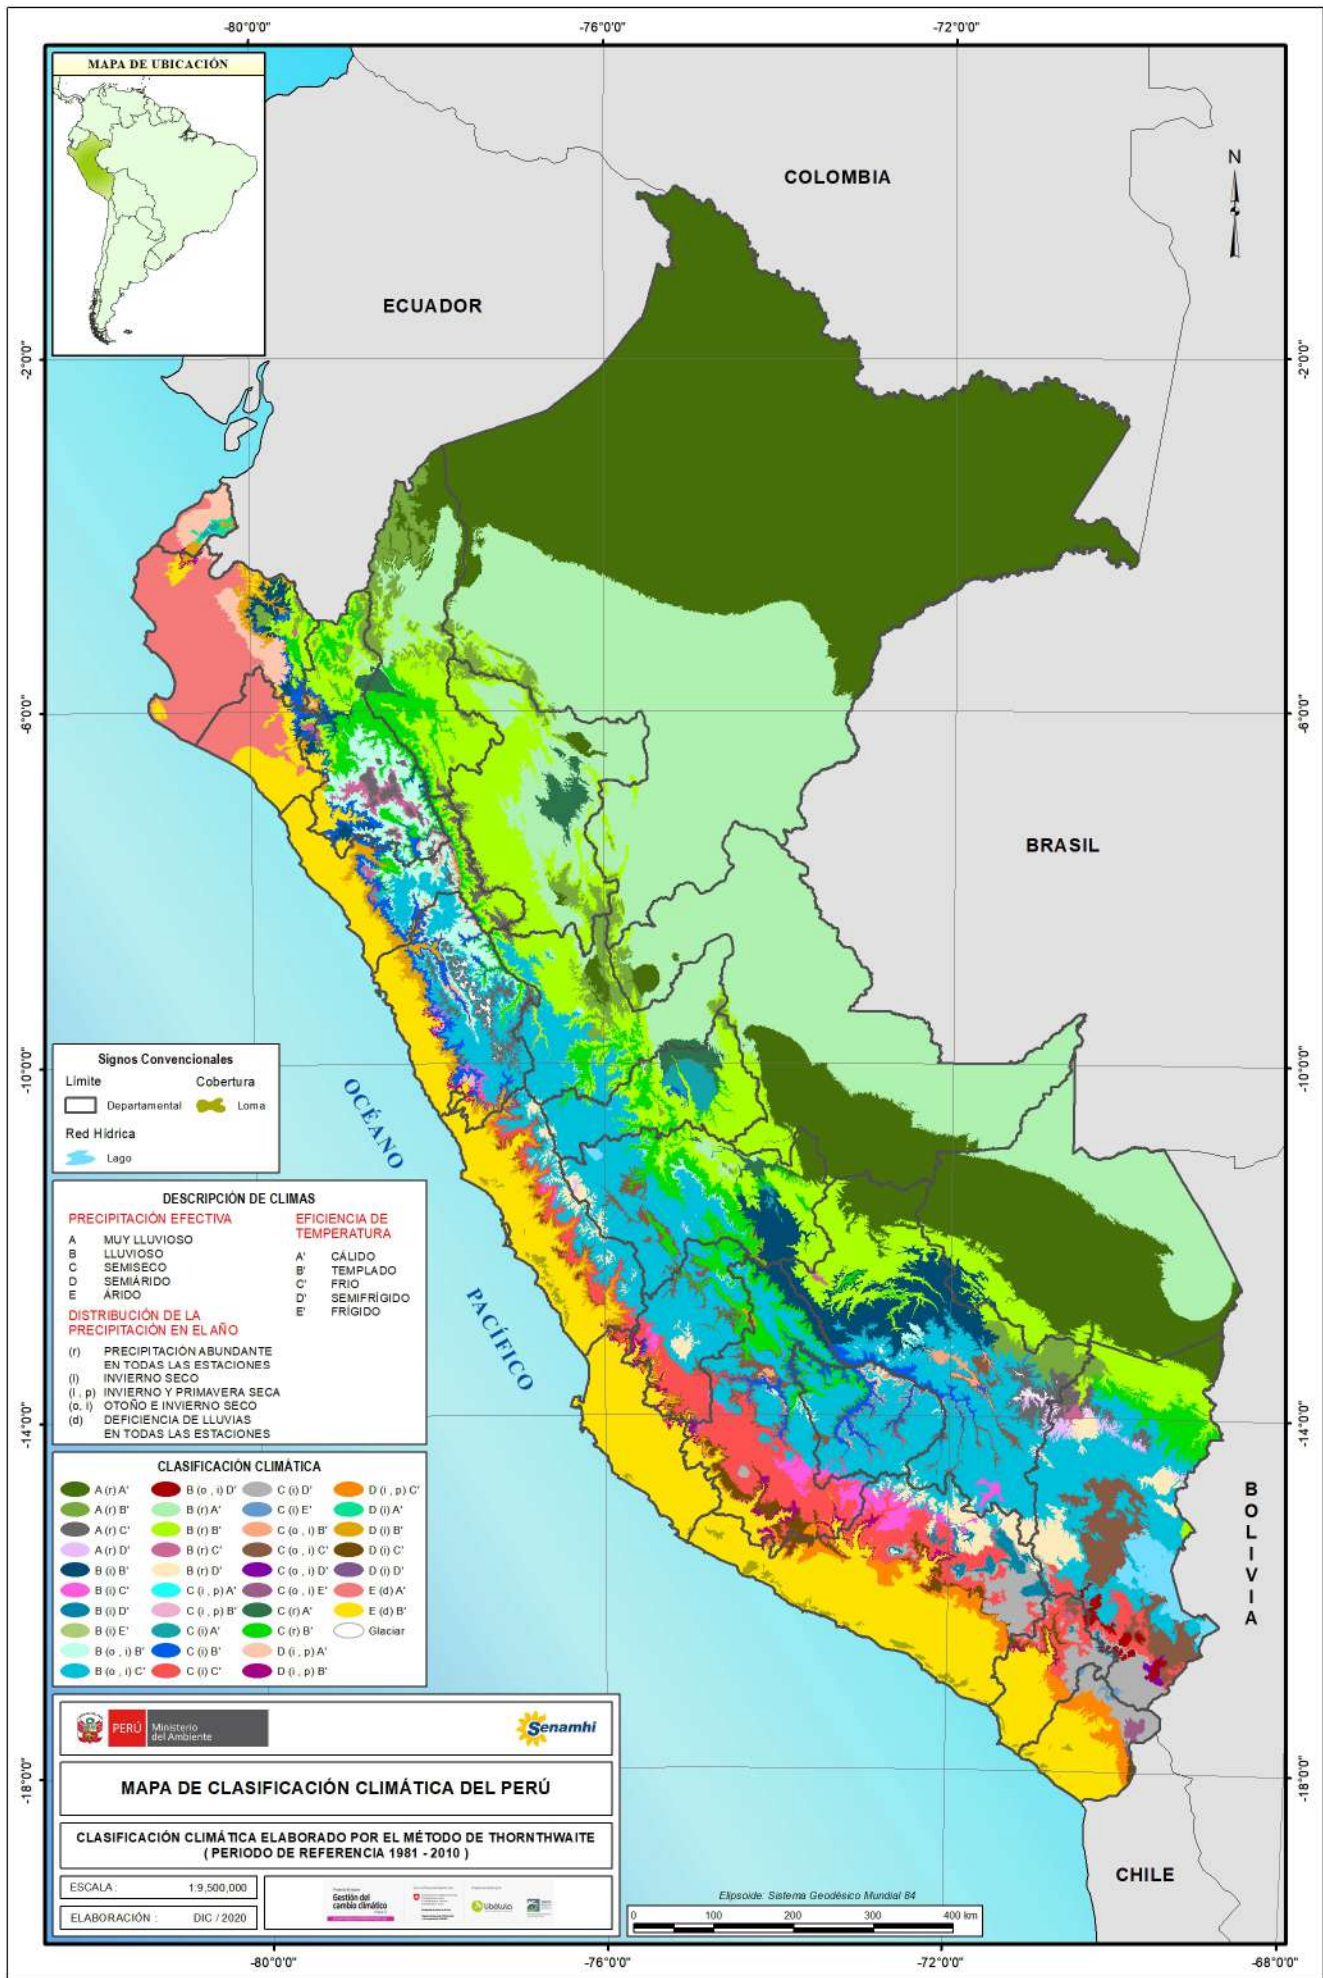 -80°0'0"
-76°0'0"
-72°0'0"
MAPA DE UBICACIÓN
N
COLOMBIA
ECUADOR
-2°0'0"
-2°0'0"
-6°0'0"
-6°0'0"
BRASIL
-10°0'0"
-10°0'0"
OCÉANO
PACÍFICO
Signos Convencionales
Límite
Cobertura
Departamental
Loma
Red Hídrica
Lago
DESCRIPCIÓN DE CLIMAS
PRECIPITACIÓN EFECTIVA
A MUY LLUVIOSO
B LLUVIOSO
C SEMISECO
D SEMIÁRIDO
E ÁRIDO
EFICIENCIA DE
TEMPERATURA
A' CÁLIDO
B' TEMPLADO
C' FRIO
D' SEMIFRÍGIDO
E' FRÍGIDO
DISTRIBUCIÓN DE LA
PRECIPITACIÓN EN EL AÑO
(r) PRECIPITACIÓN ABUNDANTE
EN TODAS LAS ESTACIONES
(i) INVIERNO SECO
(i , p) INVIERNO Y PRIMAVERA SECA
(o, i) OTOÑO E INVIERNO SECO
(d) DEFICIENCIA DE LLUVIAS
EN TODAS LAS ESTACIONES
-14°0'0"
-14°0'0"
BOLIVIA
CLASIFICACIÓN CLIMÁTICA
A (r) A'
A (r) B'
A (r) C'
A (r) D'
B (i) B'
B (i) C'
B (i) D'
B (i) E'
B (o , i) B'
B (o , i) C'
B (o , i) D'
B (r) A'
B (r) B'
B (r) C'
B (r) D'
C (i , p) A'
C (i , p) B'
C (i) A'
C (i) B'
C (i) C'
C (i) D'
C (i) E'
C (o , i) B'
C (o , i) C'
C (o , i) D'
C (o , i) E'
C (r) A'
C (r) B'
D (i , p) A'
D (i , p) B'
D (i , p) C'
D (i) A'
D (i) B'
D (i) C'
D (i) D'
E (d) A'
E (d) B'
Glaciar
PERÚ
Ministerio
del Ambiente
Senamhi
MAPA DE CLASIFICACIÓN CLIMÁTICA DEL PERÚ
CLASIFICACIÓN CLIMÁTICA ELABORADO POR EL MÉTODO DE THORNTHWAITE
( PERIODO DE REFERENCIA 1981 - 2010 )
ESCALA : 1:9,500,000
ELABORACIÓN : DIC / 2020
Gestión del
cambio climático
libélula
-18°0'0"
-18°0'0"
CHILE
Elipsoide: Sistema Geodésico Mundial 84
0 100 200 300 400 km
-80°0'0"
-76°0'0"
-72°0'0"
-68°0'0"